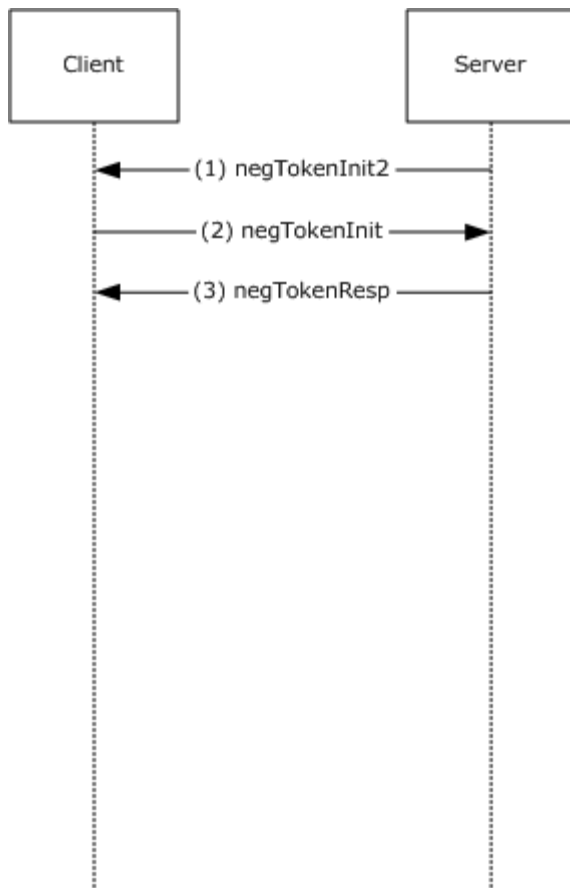 Client
Server
(1) negTokenInit2
(2) negTokenInit
(3) negTokenResp